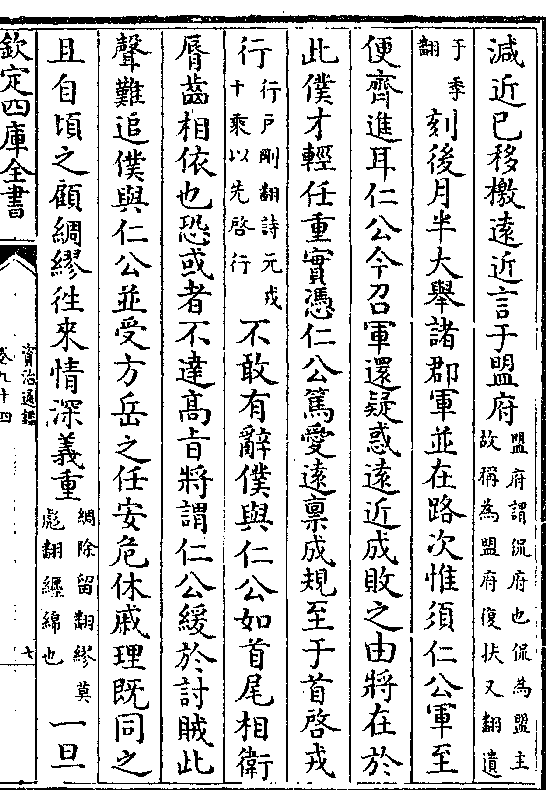 減近已移檄遠近言于盟府盟府謂侃府也侃為盟主
故稱為盟府復扶又翻遺
于季
翻刻後月半大舉諸郡軍並在路次惟須仁公軍至
便齊進耳仁公今召軍還疑惑遠近成敗之由將在於
此僕才輕任重實憑仁公篤愛遠稟成規至于首啓戎
行行戶剛翻詩元戎
十乘以先啓行不敢有辭僕與仁公如首尾相衛
脣齒相依也恐或者不達髙㫖將謂仁公緩於討賊此
聲難追僕與仁公並受方岳之任安危休戚理既同之
且自頃之顧綢繆往來情深義重綢除留翻繆莫
彪翻纏綿也一旦
欽定四庫全書
資治通鑑
卷九十四
七